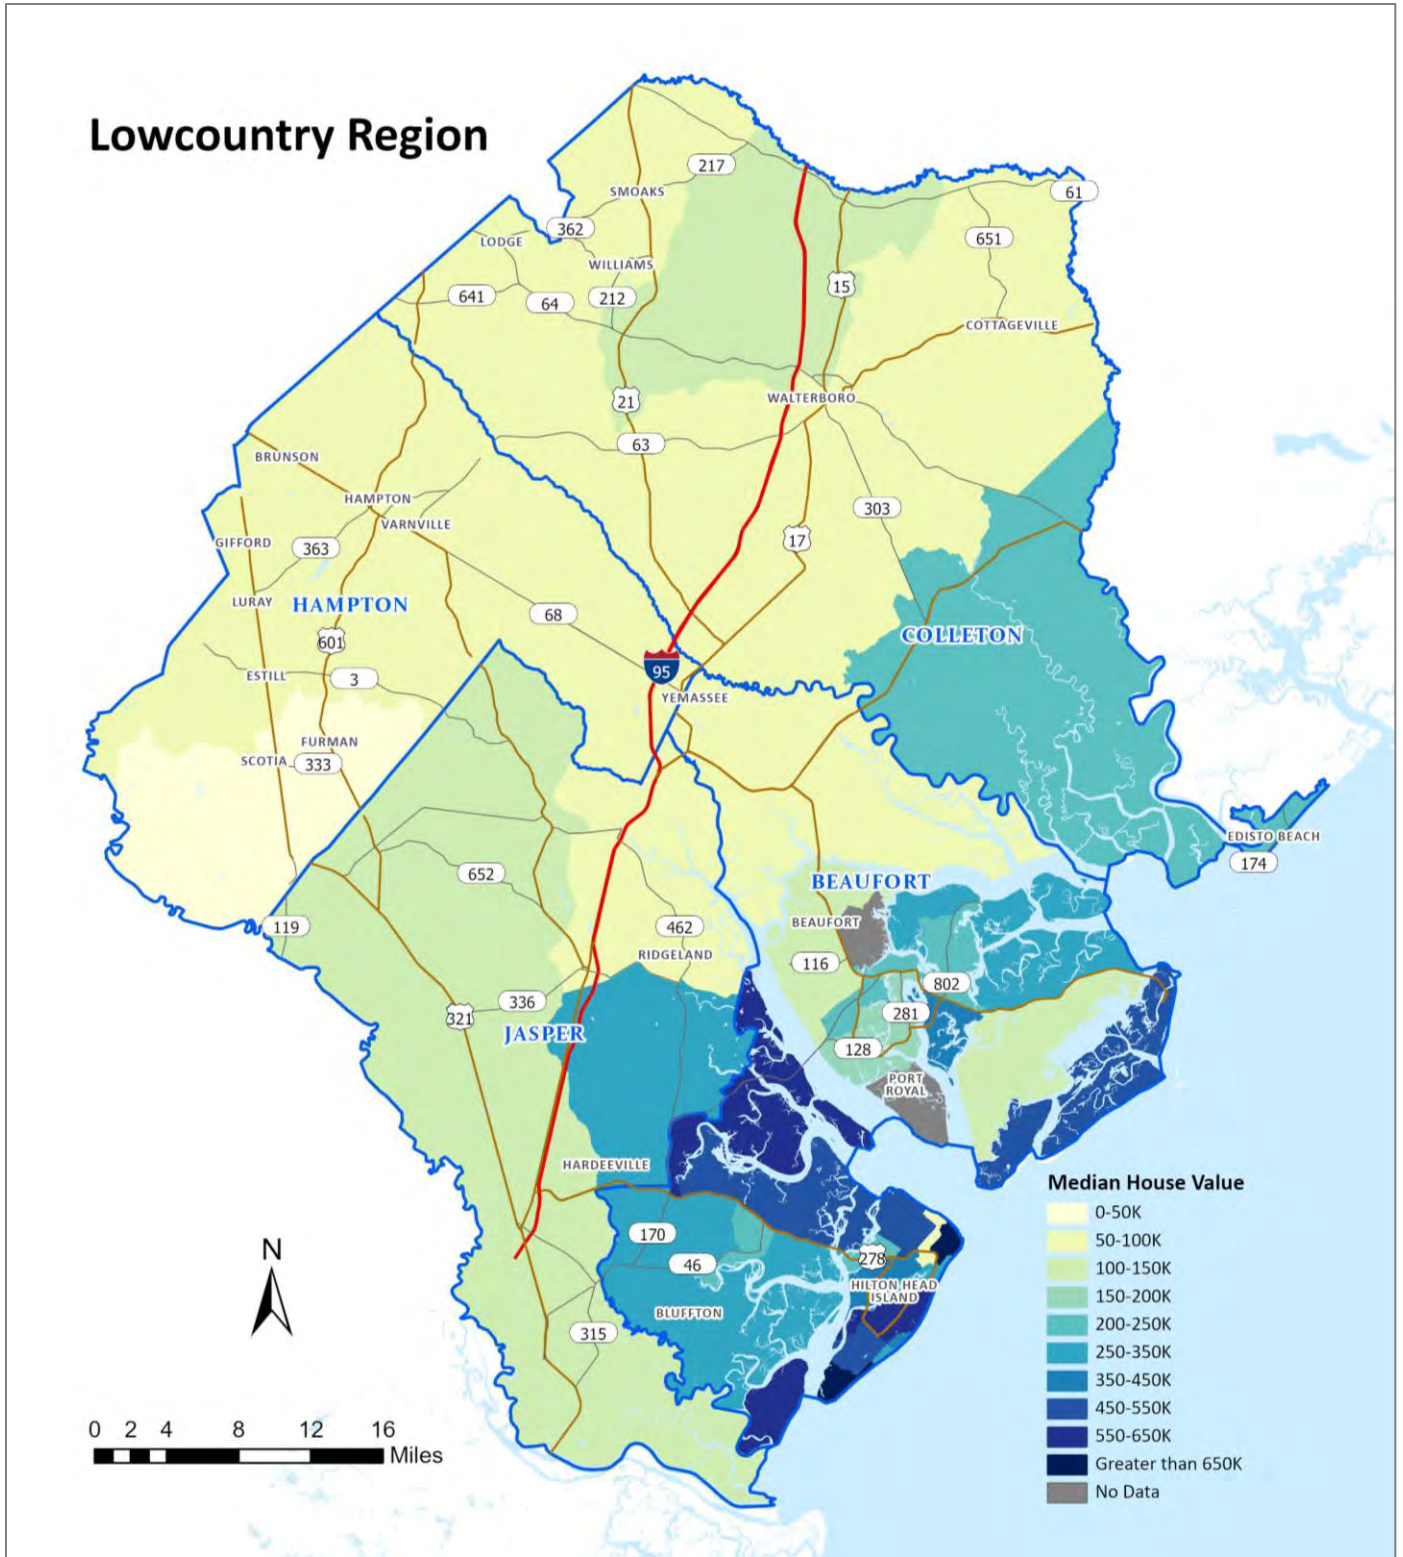 Lowcountry Region
217
61
SMOAKS
362
651
LODGE
WILLIAMS
15
641
64
212
COTTAGEVILLE
21
WALTERBORO
63
BRUNSON
HAMPTON
303
VARNVILLE
17
GIFFORD
363
LURAY
HAMPTON
68
COLLETON
601
95
ESTILL
3
YEMASSEE
FURMAN
SCOTIA
333
EDISTO BEACH
174
652
BEAUFORT
BEAUFORT
119
462
RIDGELAND
116
802
336
321
281
JASPER
128
PORT
ROYAL
HARDEEVILLE
170
46
278
HILTON HEAD
ISLAND
BLUFFTON
315
N
0 2 4 8 12 16
Miles
Median House Value
0-50K
50-100K
100-150K
150-200K
200-250K
250-350K
350-450K
450-550K
550-650K
Greater than 650K
No Data